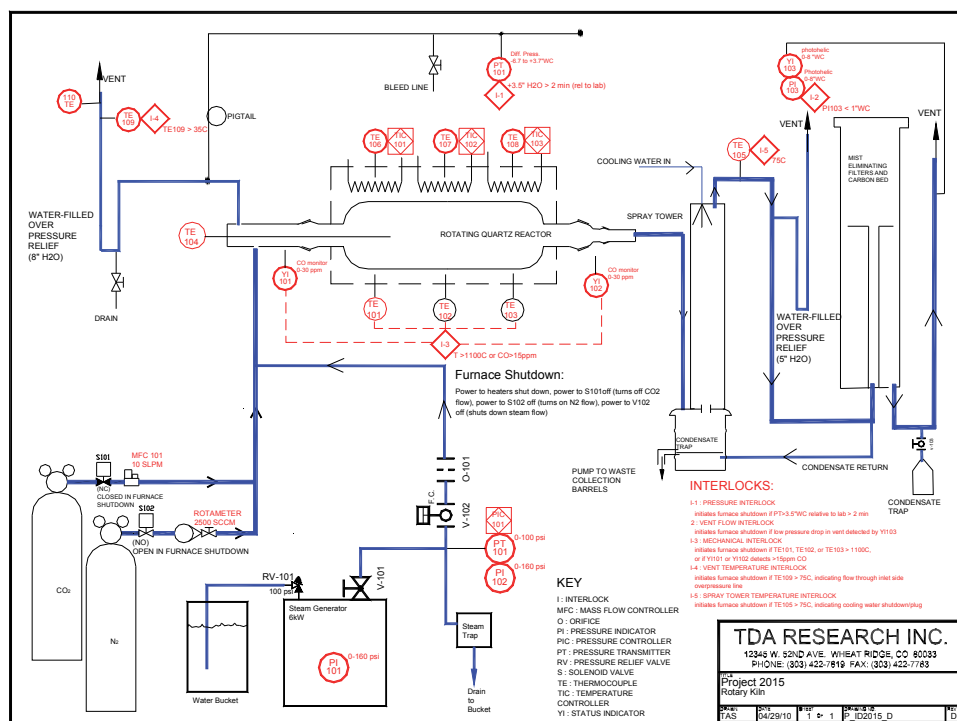 VENT
110
TE
TE
109
I-4
TE109 > 35C
PIGTAIL
BLEED LINE
Diff. Press.
-6.7 to +3.7"WC
PT
101
+3.5" H2O > 2 min (rel to lab)
I-1
photohelic
0-8 "WC
YI
103
Photohelic
0-8 "WC
PI
103
I-2
PI103 < 1"WC
VENT
VENT
TE
106
TIC
101
TE
107
TIC
102
TE
108
TIC
103
COOLING WATER IN
TE
105
I-5
75C
MIST
ELIMINATING
FILTERS AND
CARBON BED
WATER-FILLED
OVER
PRESSURE
RELIEF
(8" H2O)
DRAIN
TE
104
ROTATING QUARTZ REACTOR
SPRAY TOWER
CO monitor
0-30 ppm
YI
101
CO monitor
0-30 ppm
YI
102
TE
101
TE
102
TE
103
I-3
T >1100C or CO>15ppm
WATER-FILLED
OVER
PRESSURE
RELIEF
(5" H2O)
Furnace Shutdown:
Power to heaters shut down, power to S101off (turns off CO2
flow), power to S102 off (turns on N2 flow), power to V102
off (shuts down steam flow)
CONDENSATE
TRAP
CONDENSATE RETURN
PUMP TO WASTE
COLLECTION
BARRELS
V-103
CONDENSATE
TRAP
S101
MFC 101
10 SLPM
(NC)
CLOSED IN FURNACE
SHUTDOWN
S102
ROTAMETER
2500 SCCM
(NO)
OPEN IN FURNACE SHUTDOWN
CO2
N2
O-101
F.C.
V-102
PIC
101
0-100 psi
PT
101
PI
102
0-160 psi
V-101
RV-101
100 psi
Steam Generator
6kW
PI
101
0-160 psi
Water Bucket
Steam
Trap
Drain
to
Bucket
INTERLOCKS:
I-1 : PRESSURE INTERLOCK
initiates furnace shutdown if PT>3.5"WC relative to lab > 2 min
2 : VENT FLOW INTERLOCK
initiates furnace shutdown if low pressure drop in vent detected by YI103
I-3 : MECHANICAL INTERLOCK
initiates furnace shutdown if TE101, TE102, or TE103 > 1100C,
or if YI101 or YI102 detects >15ppm CO
I-4 : VENT TEMPERATURE INTERLOCK
initiates furnace shutdown if TE109 > 75C, indicating flow through inlet side
overpressure line
I-5 : SPRAY TOWER TEMPERATURE INTERLOCK
initiates furnace shutdown if TE105 > 75C, indicating cooling water shutdown/plug
KEY
I : INTERLOCK
MFC : MASS FLOW CONTROLLER
O : ORIFICE
PI : PRESSURE INDICATOR
PIC : PRESSURE CONTROLLER
PT : PRESSURE TRANSMITTER
RV : PRESSURE RELIEF VALVE
S : SOLENOID VALVE
TE : THERMOCOUPLE
TIC : TEMPERATURE
CONTROLLER
YI : STATUS INDICATOR
TDA RESEARCH INC.
12345 W. 52ND AVE. WHEAT RIDGE, CO 80033
PHONE: (303) 422-7819 FAX: (303) 422-7763
TITLE
Project 2015
Rotary Kiln
DRAWN
TAS
DATE
04/29/10
SHEET
1 OF 1
DRAWING NO.
P_ID2015_D
REV
D